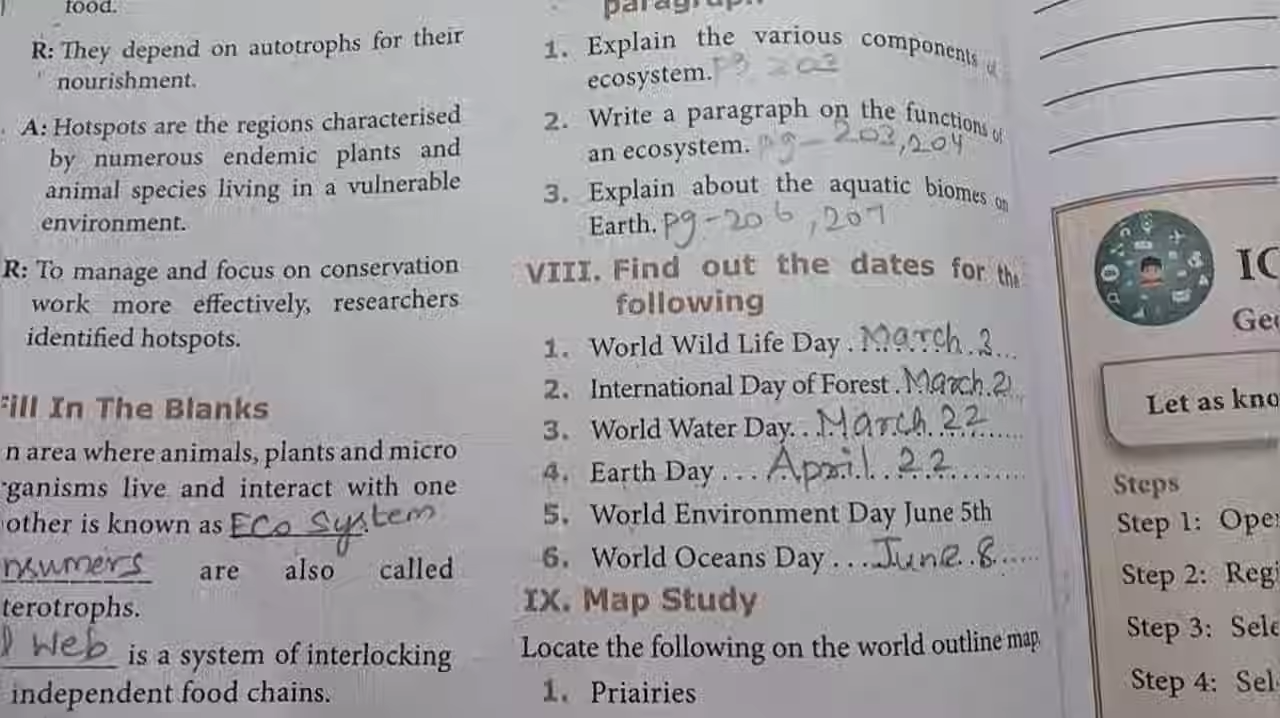 food.
R: They depend on autotrophs for their
nourishment.
A: Hotspots are the regions characterised
by numerous endemic plants and
animal species living in a vulnerable
environment.
R: To manage and focus on conservation
work more effectively, researchers
identified hotspots.
Fill In The Blanks
n area where animals, plants and micro
rganisms live and interact with one
other is known as Eco System.
nsumers are also called
terotrophs.
d Web is a system of interlocking
independent food chains.
paragraph
1. Explain the various components of
ecosystem. pg 203
2. Write a paragraph on the functions of
an ecosystem. pg-203,204
3. Explain about the aquatic biomes on
Earth. pg-206,207
VIII. Find out the dates for the
following
1. World Wild Life Day . March 3...
2. International Day of Forest . March 21
3. World Water Day.. March 22......
4. Earth Day ... April 22.........
5. World Environment Day June 5th
6. World Oceans Day ... June 8.....
IX. Map Study
Locate the following on the world outline map
1. Priairies
IC
Geo
Let as kno
Steps
Step 1: Ope
Step 2: Regi
Step 3: Sele
Step 4: Sel